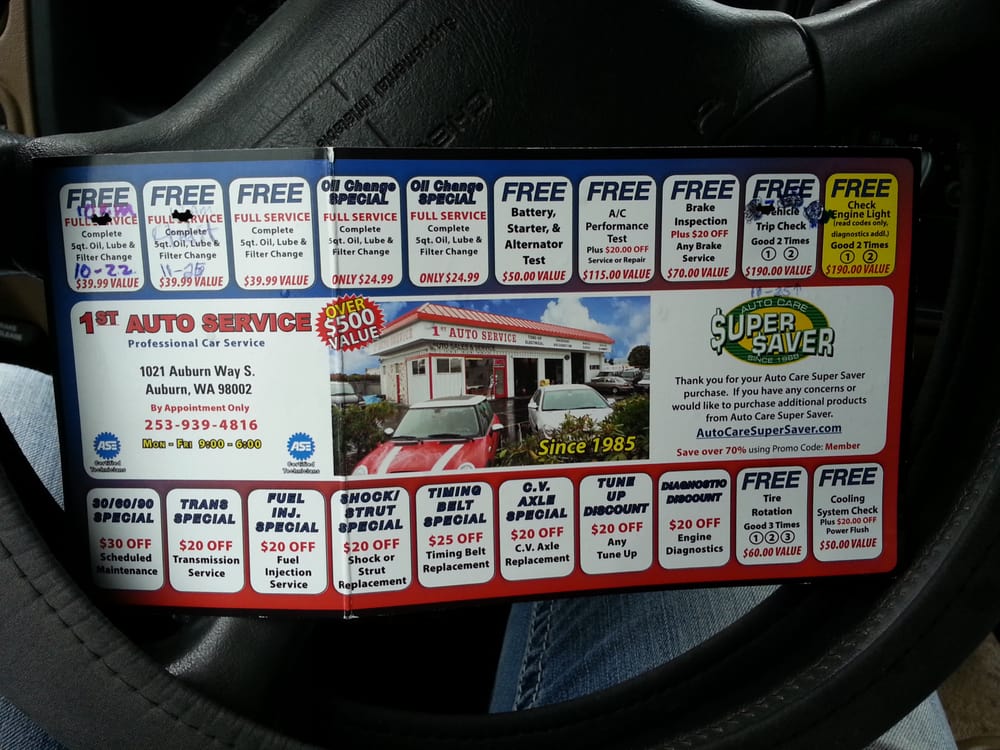 FREE
FULL SERVICE
Complete
5qt. Oil, Lube &
Filter Change
10-22
$39.99 VALUE
FREE
FULL SERVICE
Complete
5qt. Oil, Lube &
Filter Change
$39.99 VALUE
FREE
FULL SERVICE
Complete
5qt. Oil, Lube &
Filter Change
$39.99 VALUE
Oil Change
SPECIAL
FULL SERVICE
Complete
5qt. Oil, Lube &
Filter Change
ONLY $24.99
Oil Change
SPECIAL
FULL SERVICE
Complete
5qt. Oil, Lube &
Filter Change
ONLY $24.99
FREE
Battery,
Starter, &
Alternator
Test
$50.00 VALUE
FREE
A/C
Performance
Test
Plus $20.00 OFF
Service or Repair
$115.00 VALUE
FREE
Brake
Inspection
Plus $20 OFF
Any Brake
Service
$70.00 VALUE
FREE
Vehicle
Trip Check
Good 2 Times
1 2
$190.00 VALUE
FREE
Check
Engine Light
(read codes only,
diagnostics addl.)
Good 2 Times
1 2
$190.00 VALUE
1ST AUTO SERVICE
Professional Car Service
1021 Auburn Way S.
Auburn, WA 98002
By Appointment Only
253-939-4816
Mon - Fri 9:00 - 6:00
ASE
Certified
Technicians
ASE
Certified
Technicians
OVER
$500
VALUE
1ST AUTO SERVICE
AUTO SALES & SERVICE
Since 1985
AUTO CARE
SUPER
SAVER
SINCE 1988
Thank you for your Auto Care Super Saver
purchase. If you have any concerns or
would like to purchase additional products
from Auto Care Super Saver.
AutoCareSuperSaver.com
Save over 70% using Promo Code: Member
30/60/90
SPECIAL
$30 OFF
Scheduled
Maintenance
TRANS
SPECIAL
$20 OFF
Transmission
Service
FUEL
INJ.
SPECIAL
$20 OFF
Fuel
Injection
Service
SHOCK/
STRUT
SPECIAL
$20 OFF
Shock or
Strut
Replacement
TIMING
BELT
SPECIAL
$25 OFF
Timing Belt
Replacement
C.V.
AXLE
SPECIAL
$20 OFF
C.V. Axle
Replacement
TUNE
UP
DISCOUNT
$20 OFF
Any
Tune Up
DIAGNOSTIC
DISCOUNT
$20 OFF
Engine
Diagnostics
FREE
Tire
Rotation
Good 3 Times
1 2 3
$60.00 VALUE
FREE
Cooling
System Check
Plus $20.00 OFF
Power Flush
$50.00 VALUE